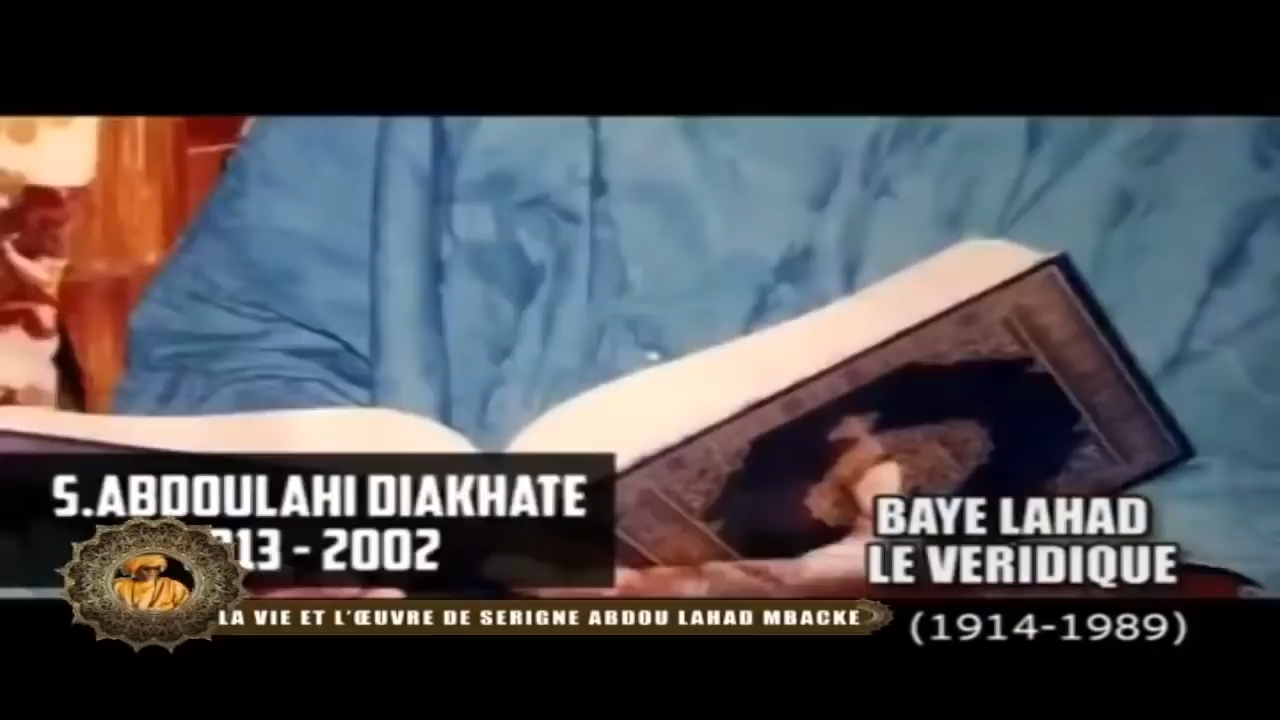 S.ABDOULAHI DIAKHATE
13 - 2002
BAYE LAHAD
LE VERIDIQUE
LA VIE ET L'ŒUVRE DE SERIGNE ABDOU LAHAD MBACKE
(1914-1989)